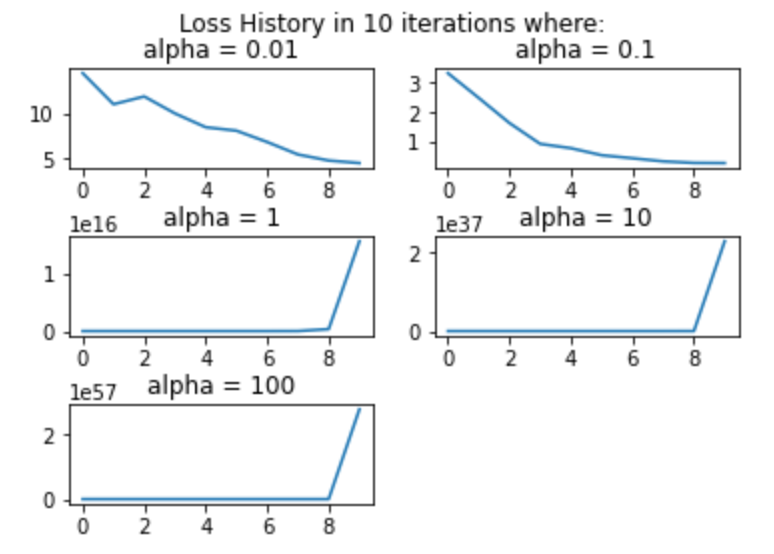 Loss History in 10 iterations where:
alpha = 0.01
10
5
0 2 4 6 8
alpha = 0.1
3
2
1
0 2 4 6 8
1e16 alpha = 1
1
0
0 2 4 6 8
1e37 alpha = 10
2
0
0 2 4 6 8
1e57 alpha = 100
2
0
0 2 4 6 8